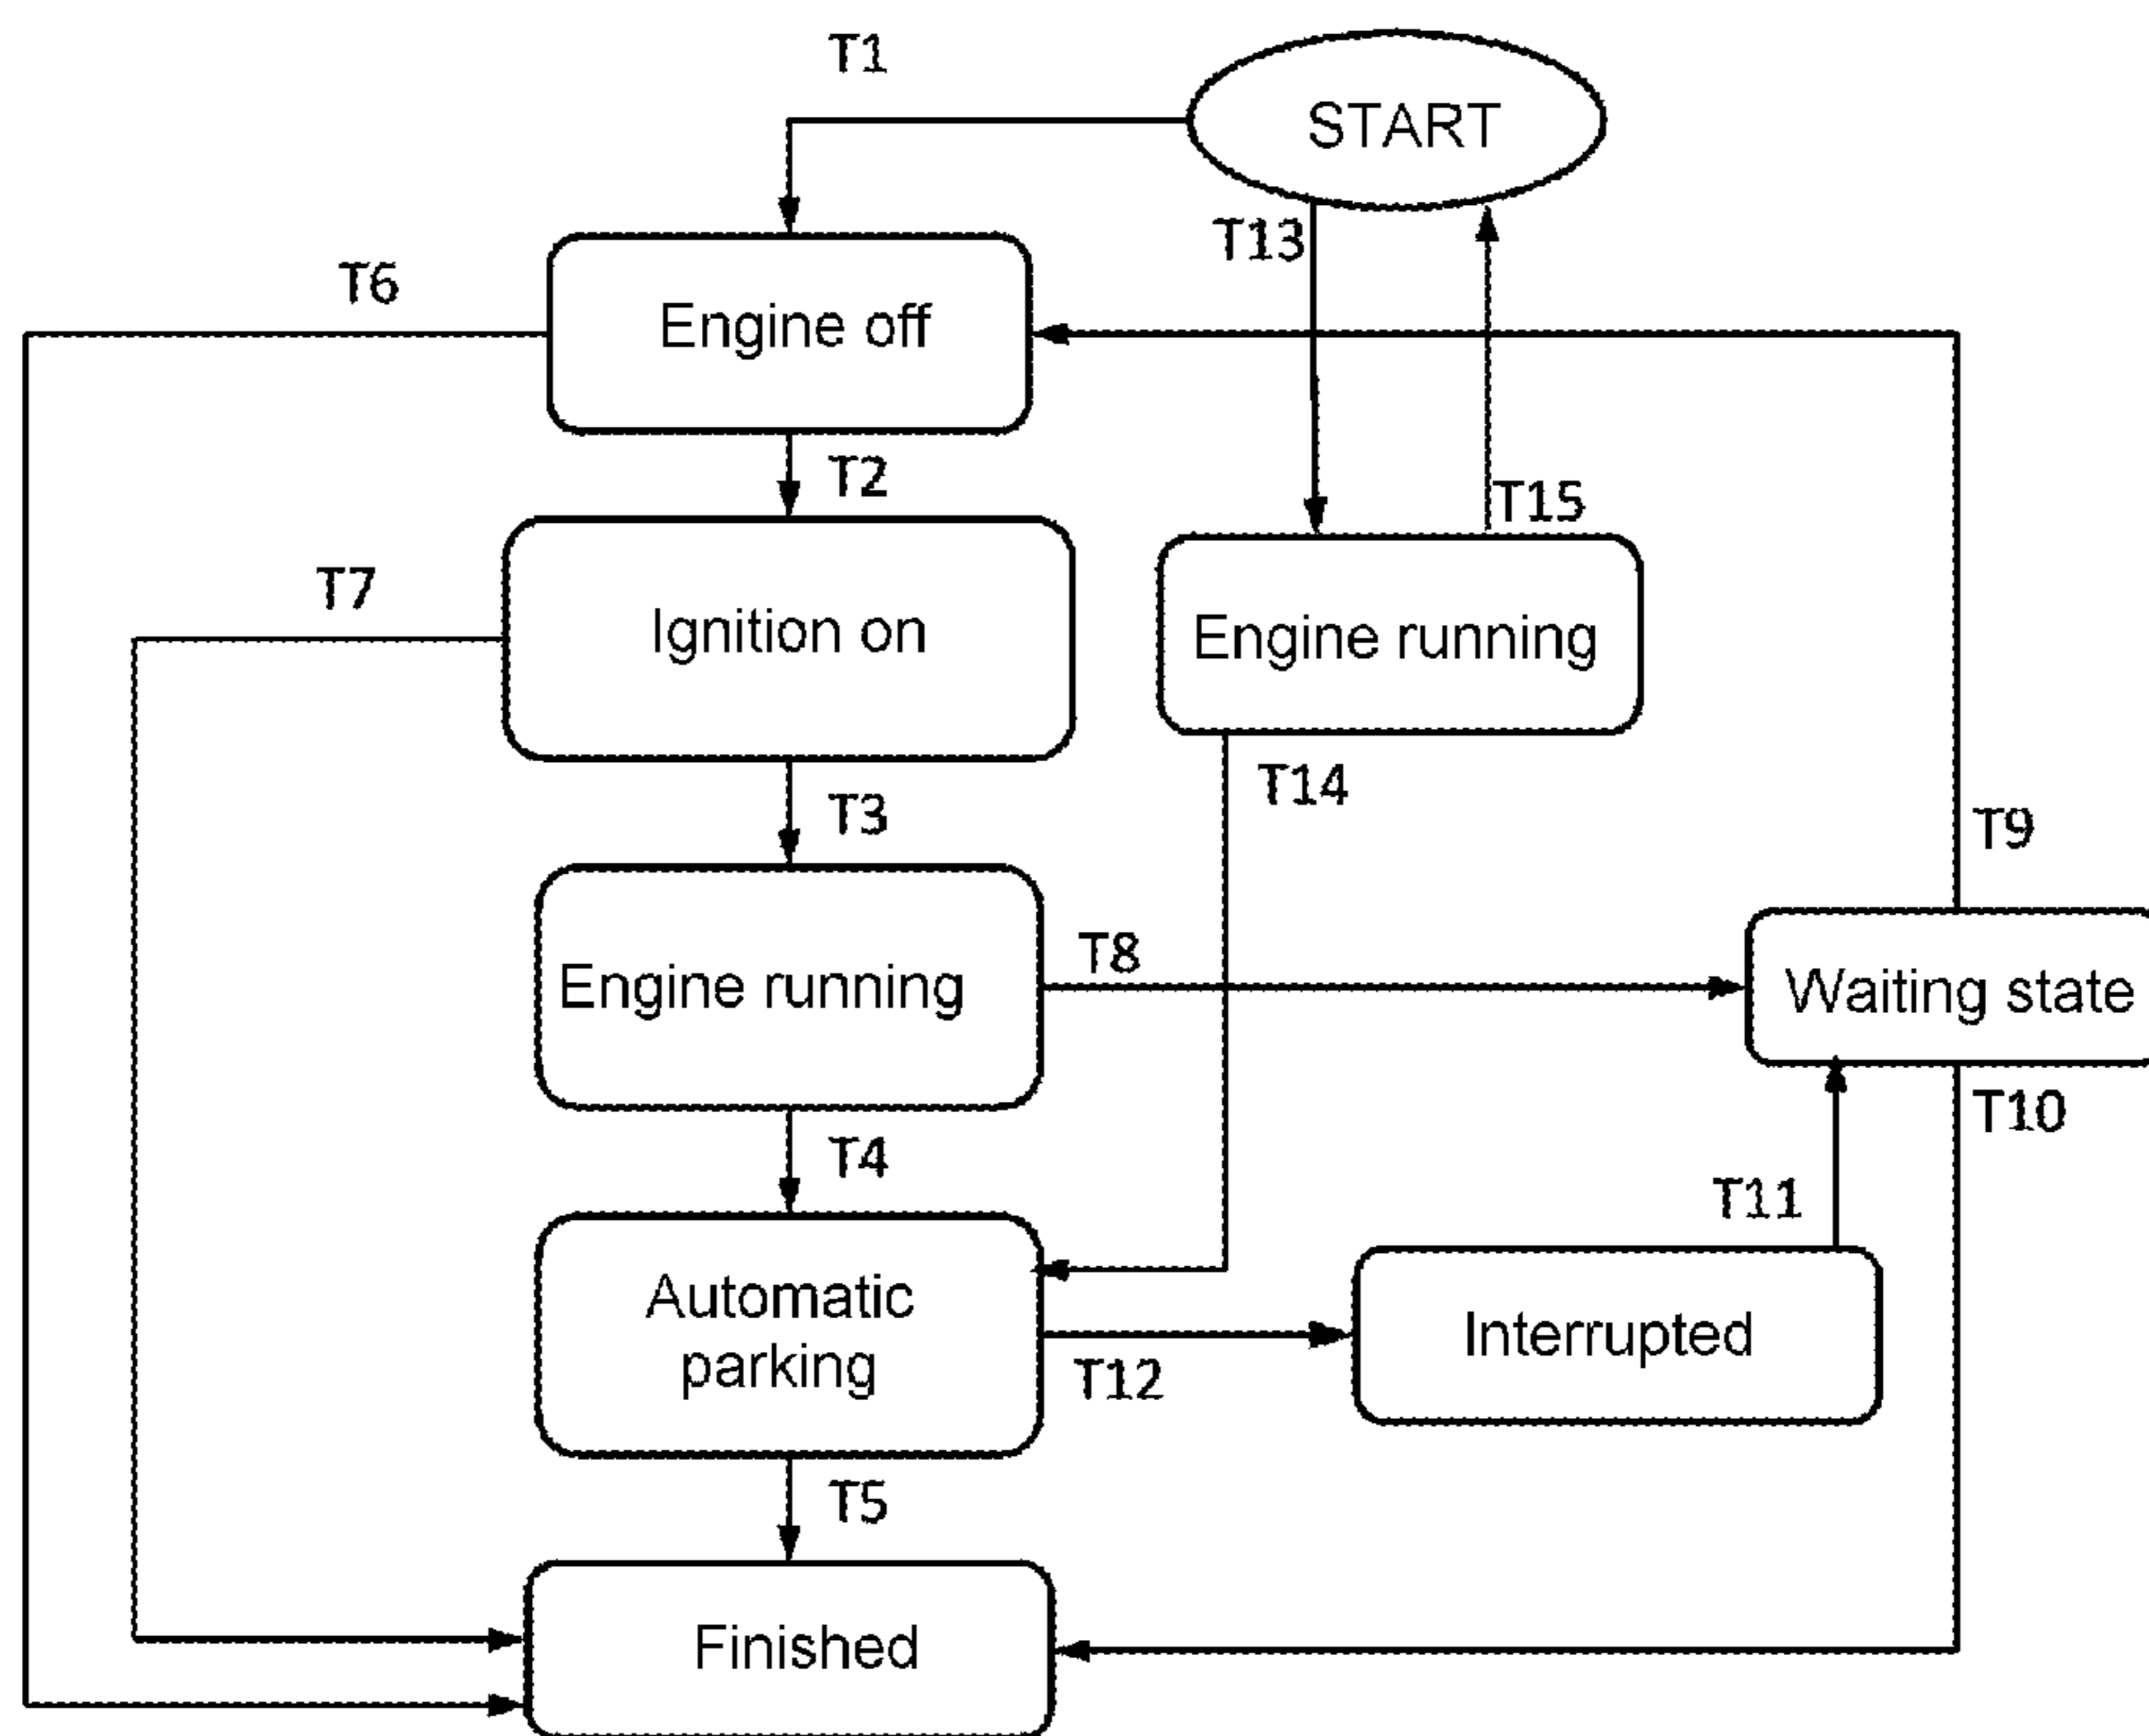 T1
START
T13
T6
Engine off
T2
T15
T7
Ignition on
Engine running
T3
T14
T9
T8
Engine running
Waiting state
T10
T4
T11
Automatic
parking
Interrupted
T12
T5
Finished